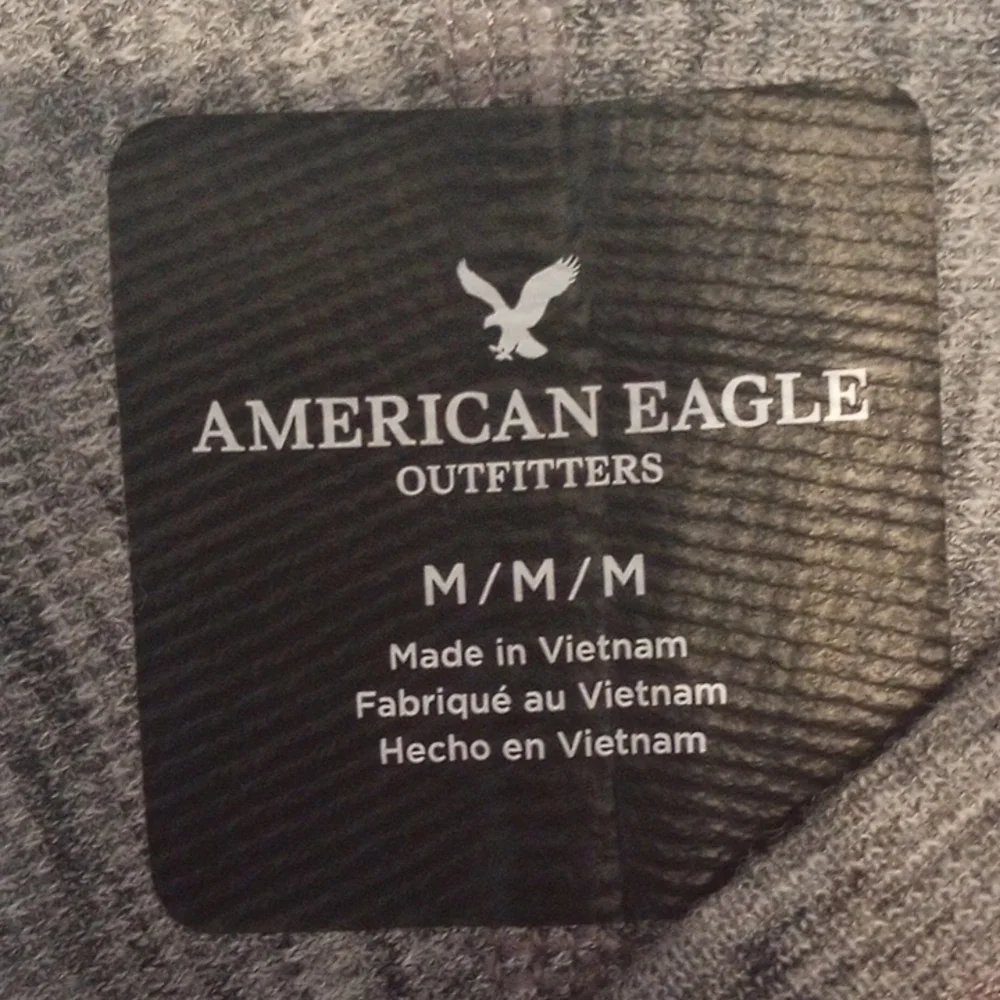 AMERICAN EAGLE
OUTFITTERS
M/M/M
Made in Vietnam
Fabriqué au Vietnam
Hecho en Vietnam